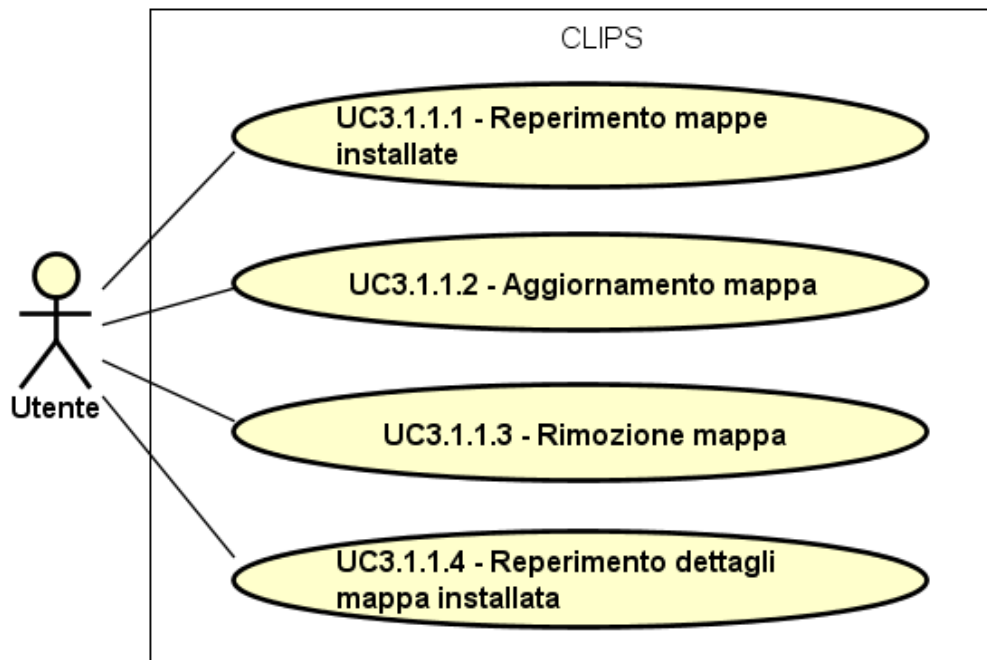 CLIPS
UC3.1.1.1 - Reperimento mappe
installate
UC3.1.1.2 - Aggiornamento mappa
Utente
UC3.1.1.3 - Rimozione mappa
UC3.1.1.4 - Reperimento dettagli
mappa installata